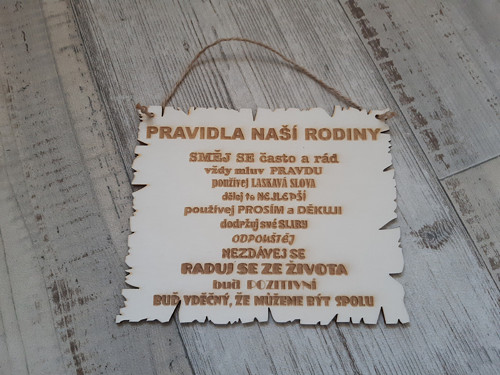 PRAVIDLA NAŠÍ RODINY
SMĚJ SE často a rád
vždy mluv PRAVDU
používej LASKAVÁ SLOVA
dělej to NEJLEPŠÍ
používej PROSÍM a DĚKUJI
dodržuj své SLIBY
ODPOUŠTĚJ
NEZDÁVEJ SE
RADUJ SE ZE ŽIVOTA
buď POZITIVNÍ
BUĎ VDĚČNÝ, ŽE MŮŽEME BÝT SPOLU